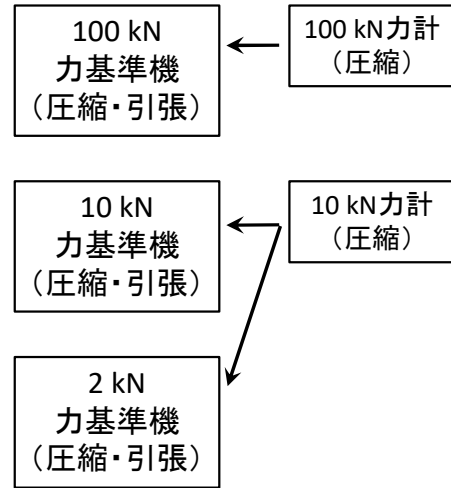 100 kN
力基準機
（圧縮・引張）
100 kN力計
（圧縮）
10 kN
力基準機
（圧縮・引張）
10 kN力計
（圧縮）
2 kN
力基準機
（圧縮・引張）